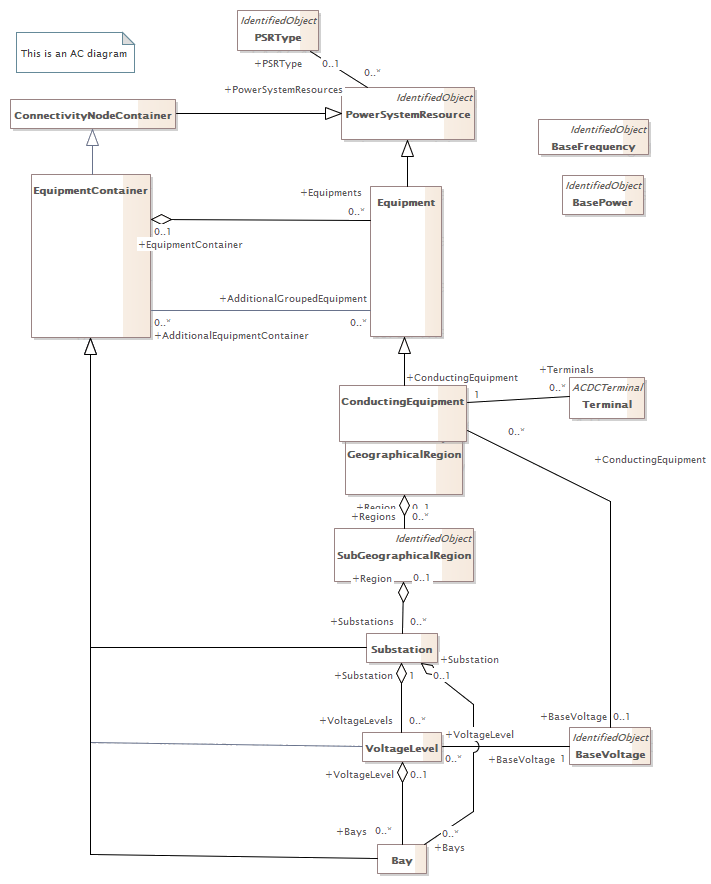 IdentifiedObject
PSRType
This is an AC diagram
+PSRType 0..1
0..*
+PowerSystemResources
IdentifiedObject
PowerSystemResource
ConnectivityNodeContainer
IdentifiedObject
BaseFrequency
IdentifiedObject
BasePower
EquipmentContainer
+Equipments
Equipment
0..*
0..1
+EquipmentContainer
+AdditionalGroupedEquipment
0..*
0..*
+AdditionalEquipmentContainer
+ConductingEquipment
+Terminals
1
0..*
ACDCTerminal
Terminal
ConductingEquipment
0..*
GeographicalRegion
+ConductingEquipment
+Region 0..1
+Regions 0..*
IdentifiedObject
SubGeographicalRegion
+Region 0..1
+Substations 0..*
Substation
+Substation
+Substation 1
0..1
+VoltageLevels 0..*
+BaseVoltage 0..1
+VoltageLevel
IdentifiedObject
BaseVoltage
VoltageLevel
0..*
+BaseVoltage 1
+VoltageLevel 0..1
+Bays 0..*
0..*
+Bays
Bay